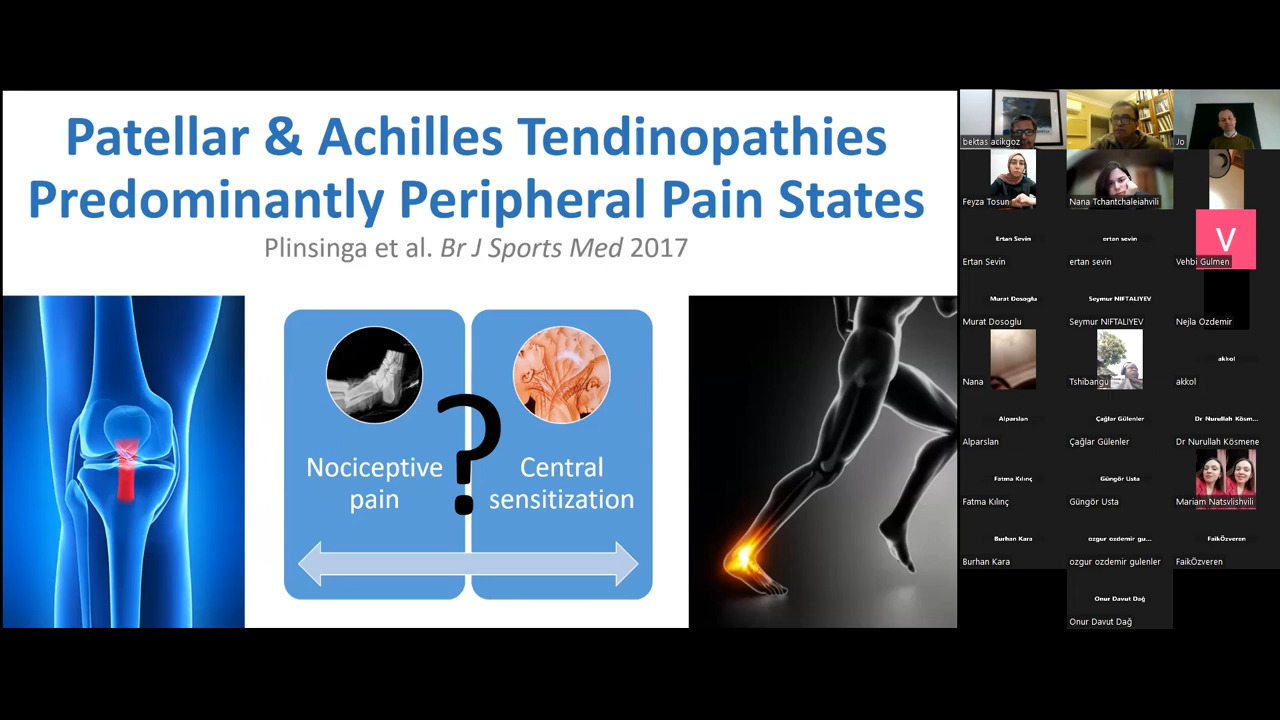 Patellar & Achilles Tendinopathies
Predominantly Peripheral Pain States
Plinsinga et al. Br J Sports Med 2017
Nociceptive
pain
?
Central
sensitization
bektas acikgoz
Jo
Feyza Tosun
Nana Tchantchaleiahvili
Ertan Sevin
Ertan Sevin
ertan sevin
ertan sevin
V
Vehbi Gulmen
Murat Dosoglu
Murat Dosoglu
Seymur NIFTALIYEV
Seymur NIFTALIYEV
Nejla Ozdemir
Nana
Tshibangu
akkol
akkol
Alparslan
Alparslan
Çağlar Gülenler
Çağlar Gülenler
Dr Nurullah Kösm...
Dr Nurullah Kösmene
Fatma Kılınç
Fatma Kılınç
Güngör Usta
Güngör Usta
Mariam Natsvlishvili
Burhan Kara
Burhan Kara
ozgur ozdemir gu...
ozgur ozdemir gulenler
FaikÖzveren
FaikÖzveren
Onur Davut Dağ
Onur Davut Dağ